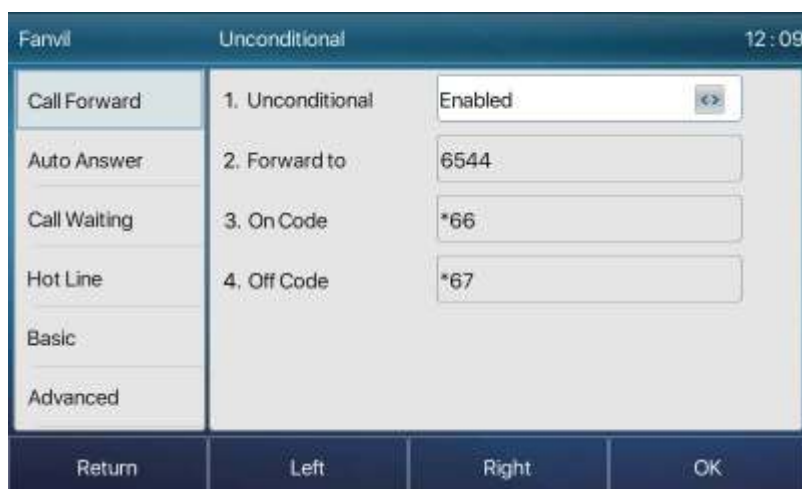 Fanvil Unconditional 12:09
Call Forward 1. Unconditional Enabled <>
Auto Answer 2. Forward to 6544
Call Waiting 3. On Code *66
Hot Line 4. Off Code *67
Basic
Advanced
Return Left Right OK